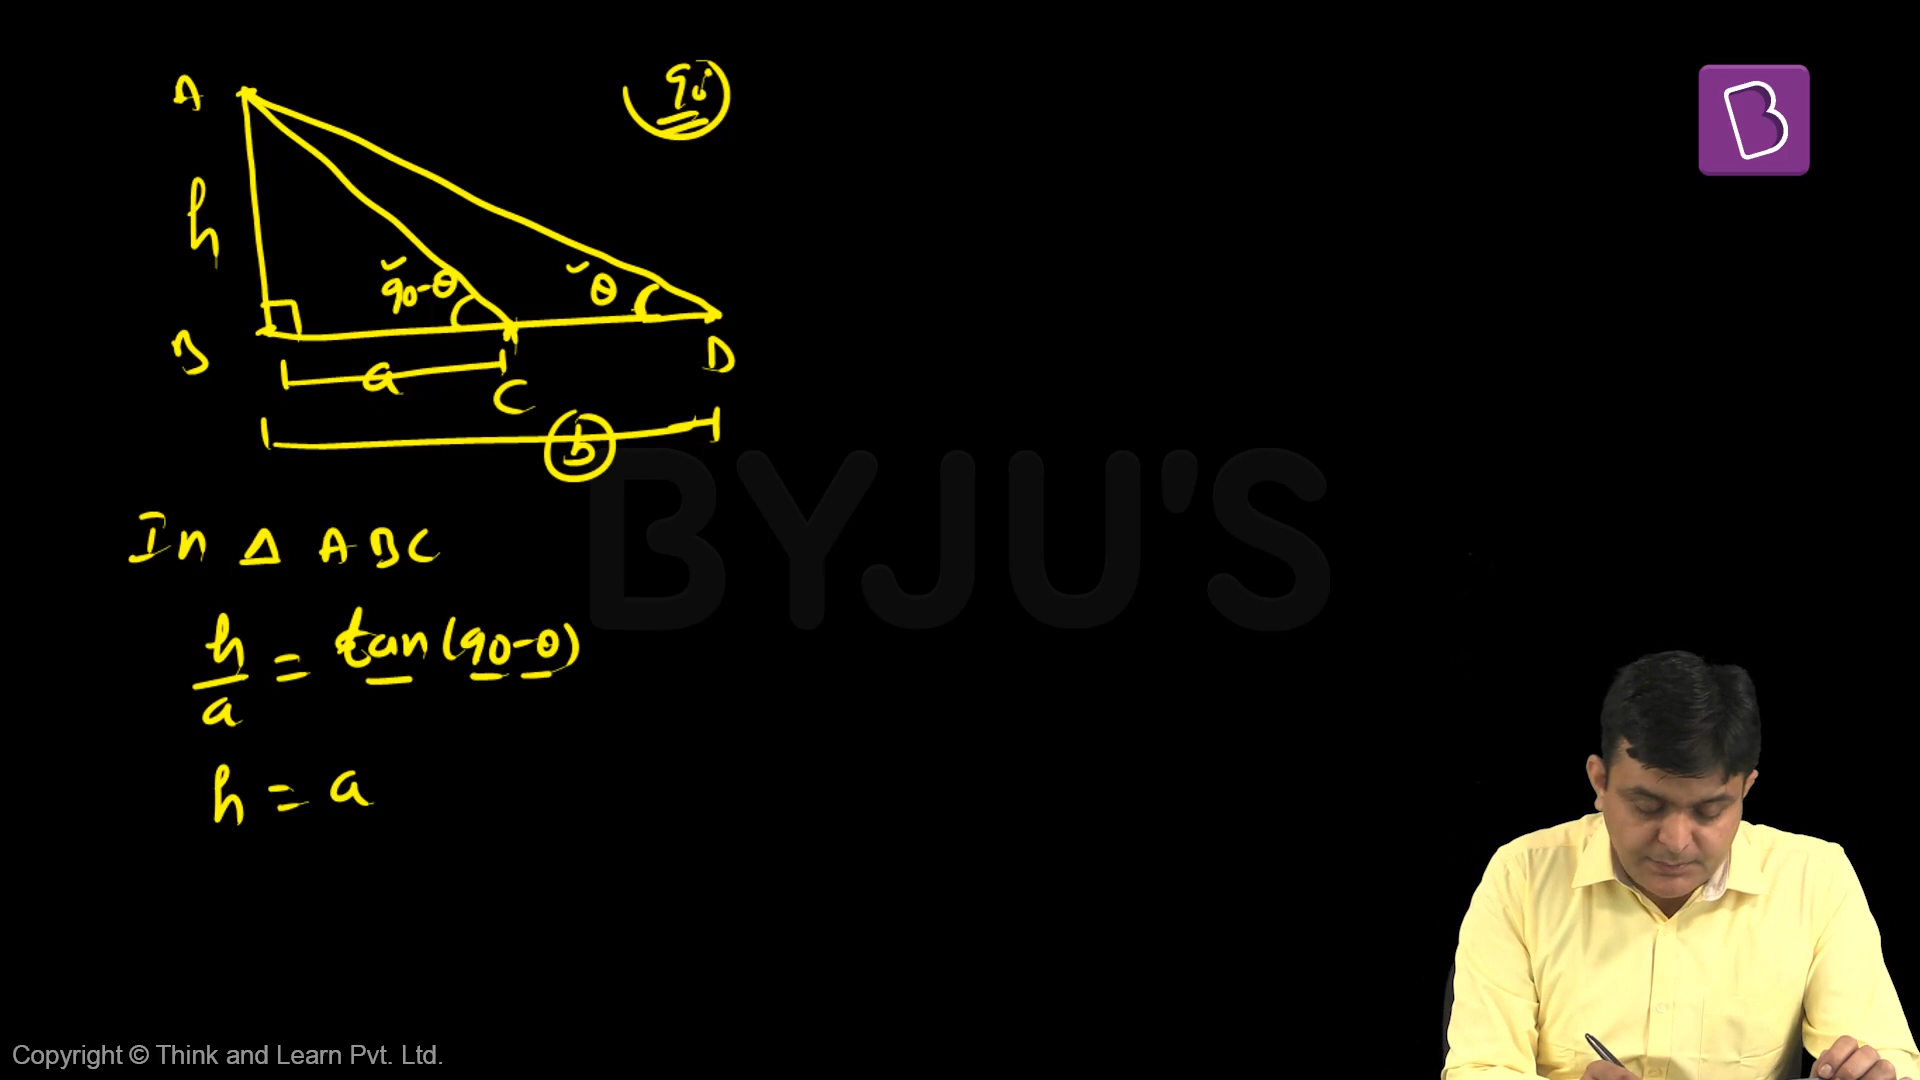 A
90°
B
h
90-θ
θ
B
a
C
D
b
BYJU'S
In Δ ABC
h/a = tan(90-θ)
h = a
Copyright © Think and Learn Pvt. Ltd.